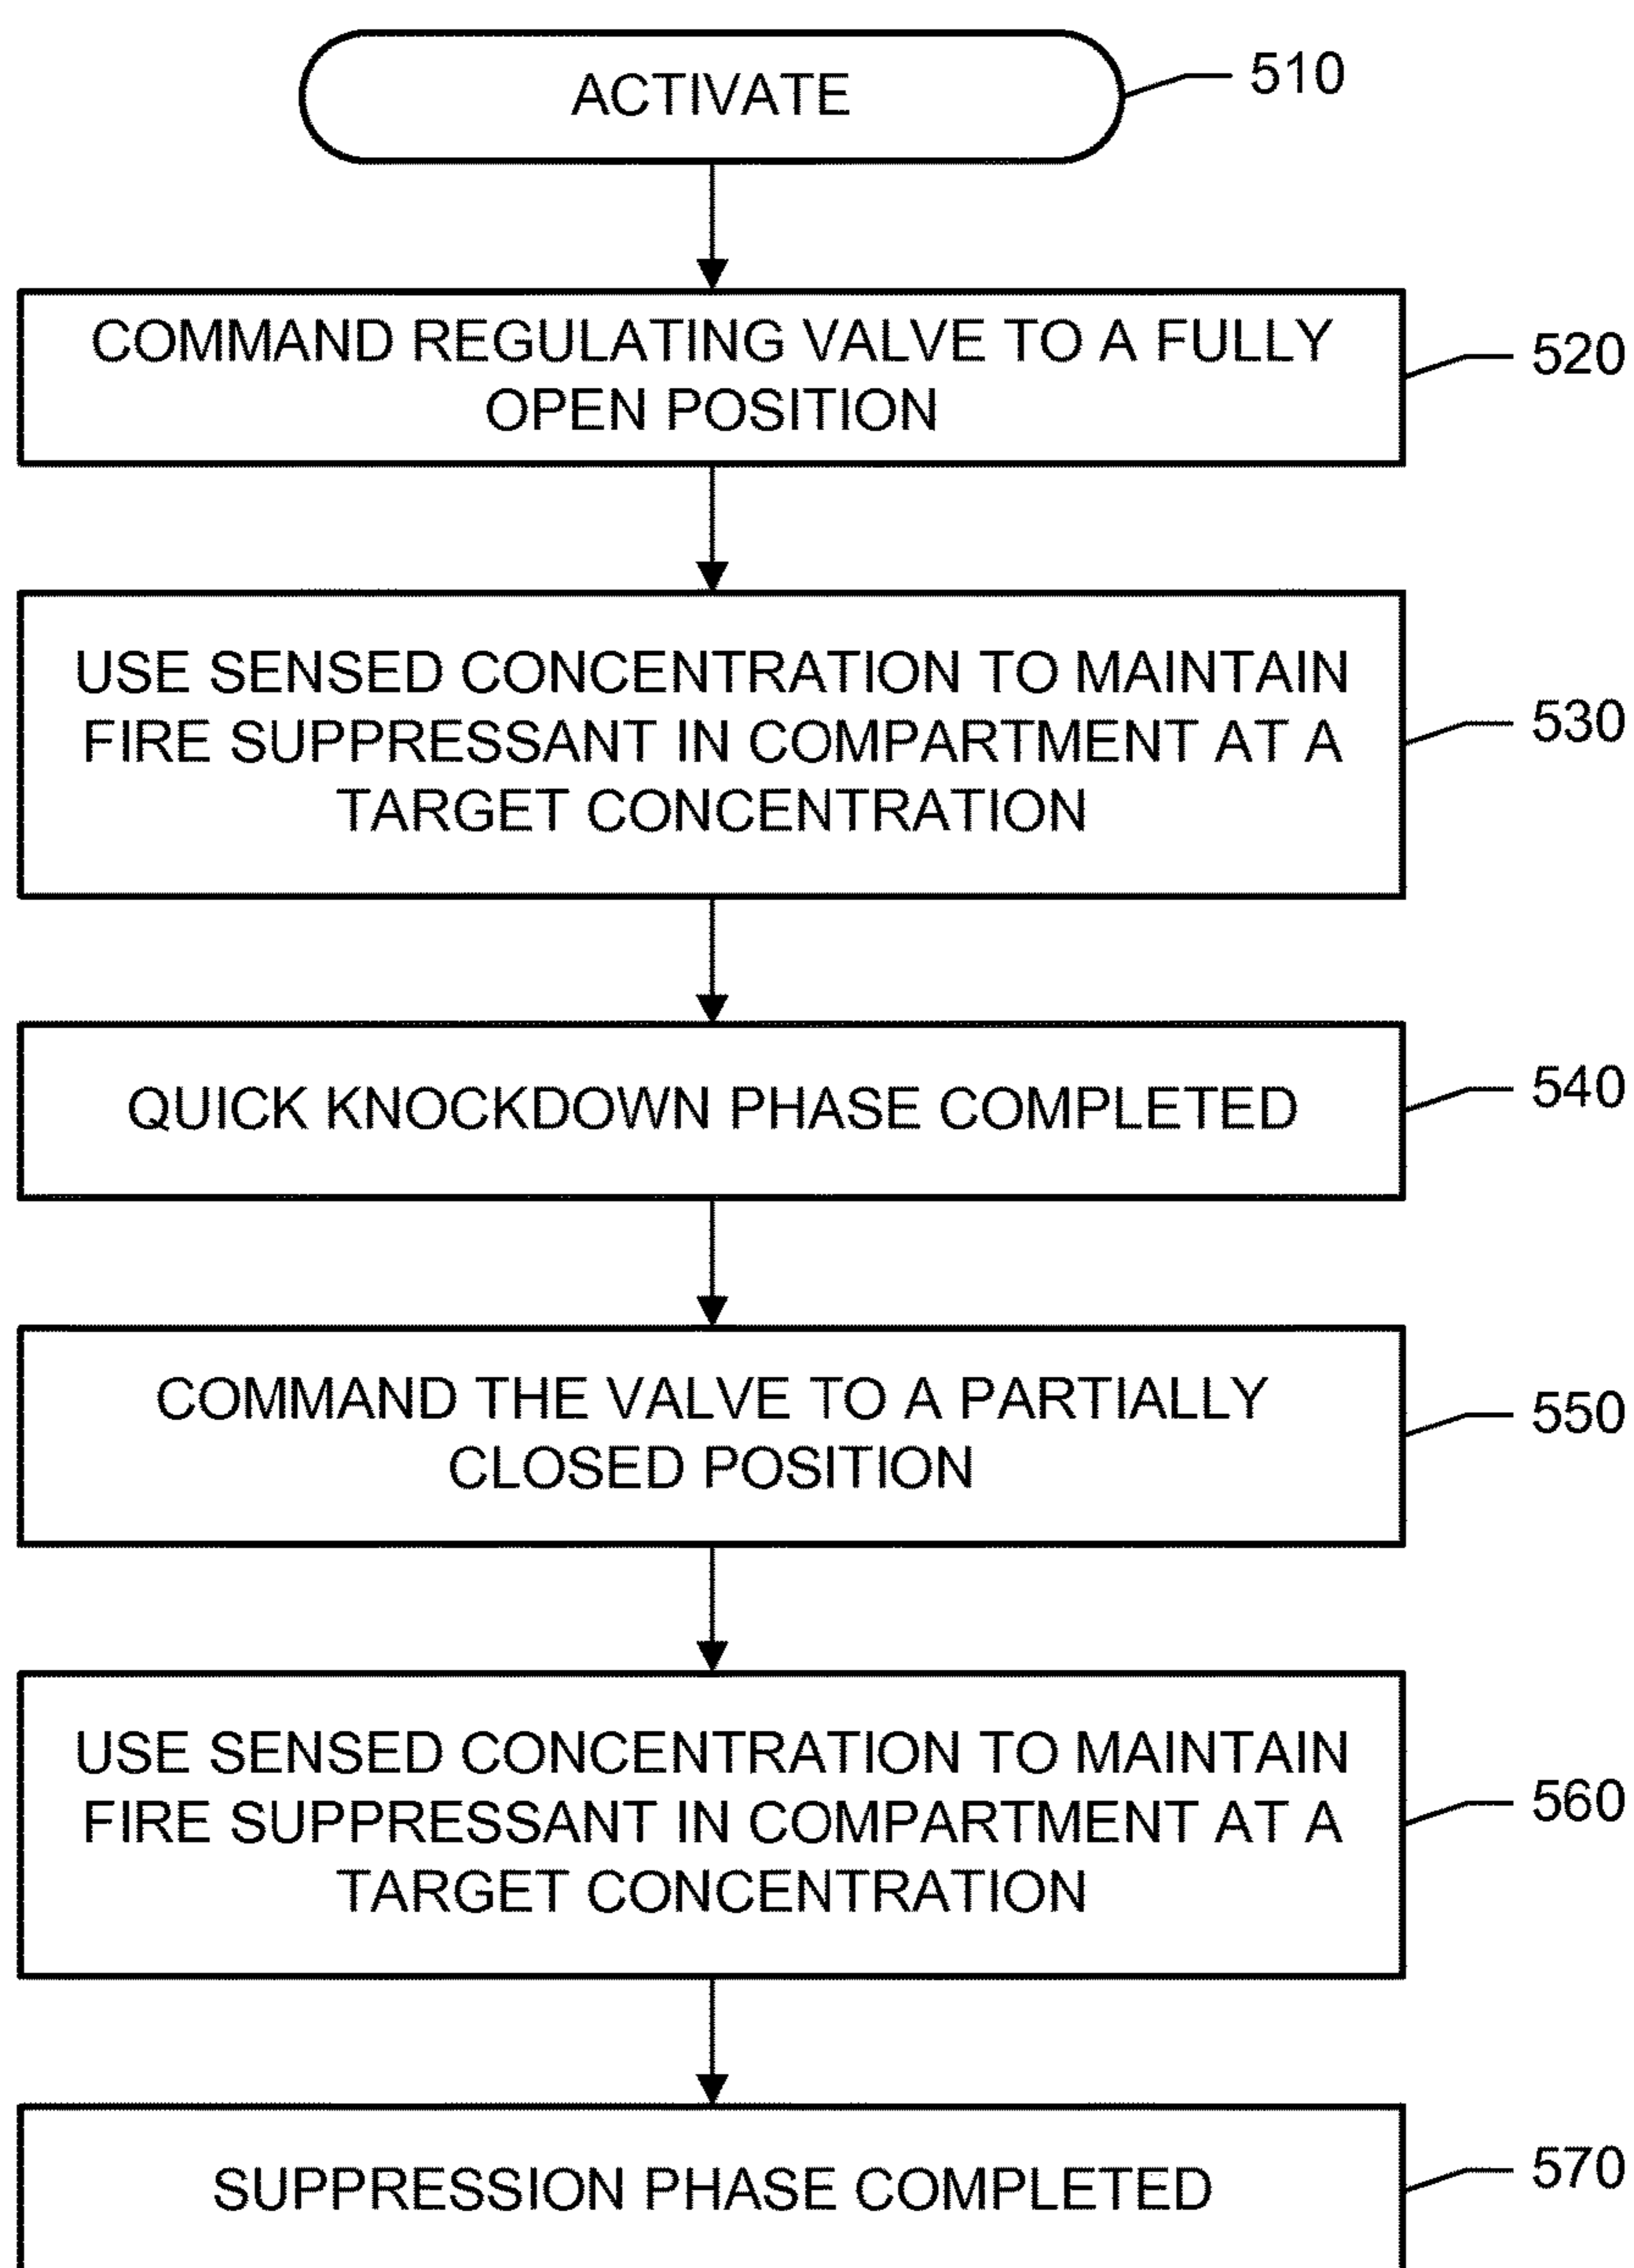 ACTIVATE
510
COMMAND REGULATING VALVE TO A FULLY
OPEN POSITION
520
USE SENSED CONCENTRATION TO MAINTAIN
FIRE SUPPRESSANT IN COMPARTMENT AT A
TARGET CONCENTRATION
530
QUICK KNOCKDOWN PHASE COMPLETED
540
COMMAND THE VALVE TO A PARTIALLY
CLOSED POSITION
550
USE SENSED CONCENTRATION TO MAINTAIN
FIRE SUPPRESSANT IN COMPARTMENT AT A
TARGET CONCENTRATION
560
SUPPRESSION PHASE COMPLETED
570